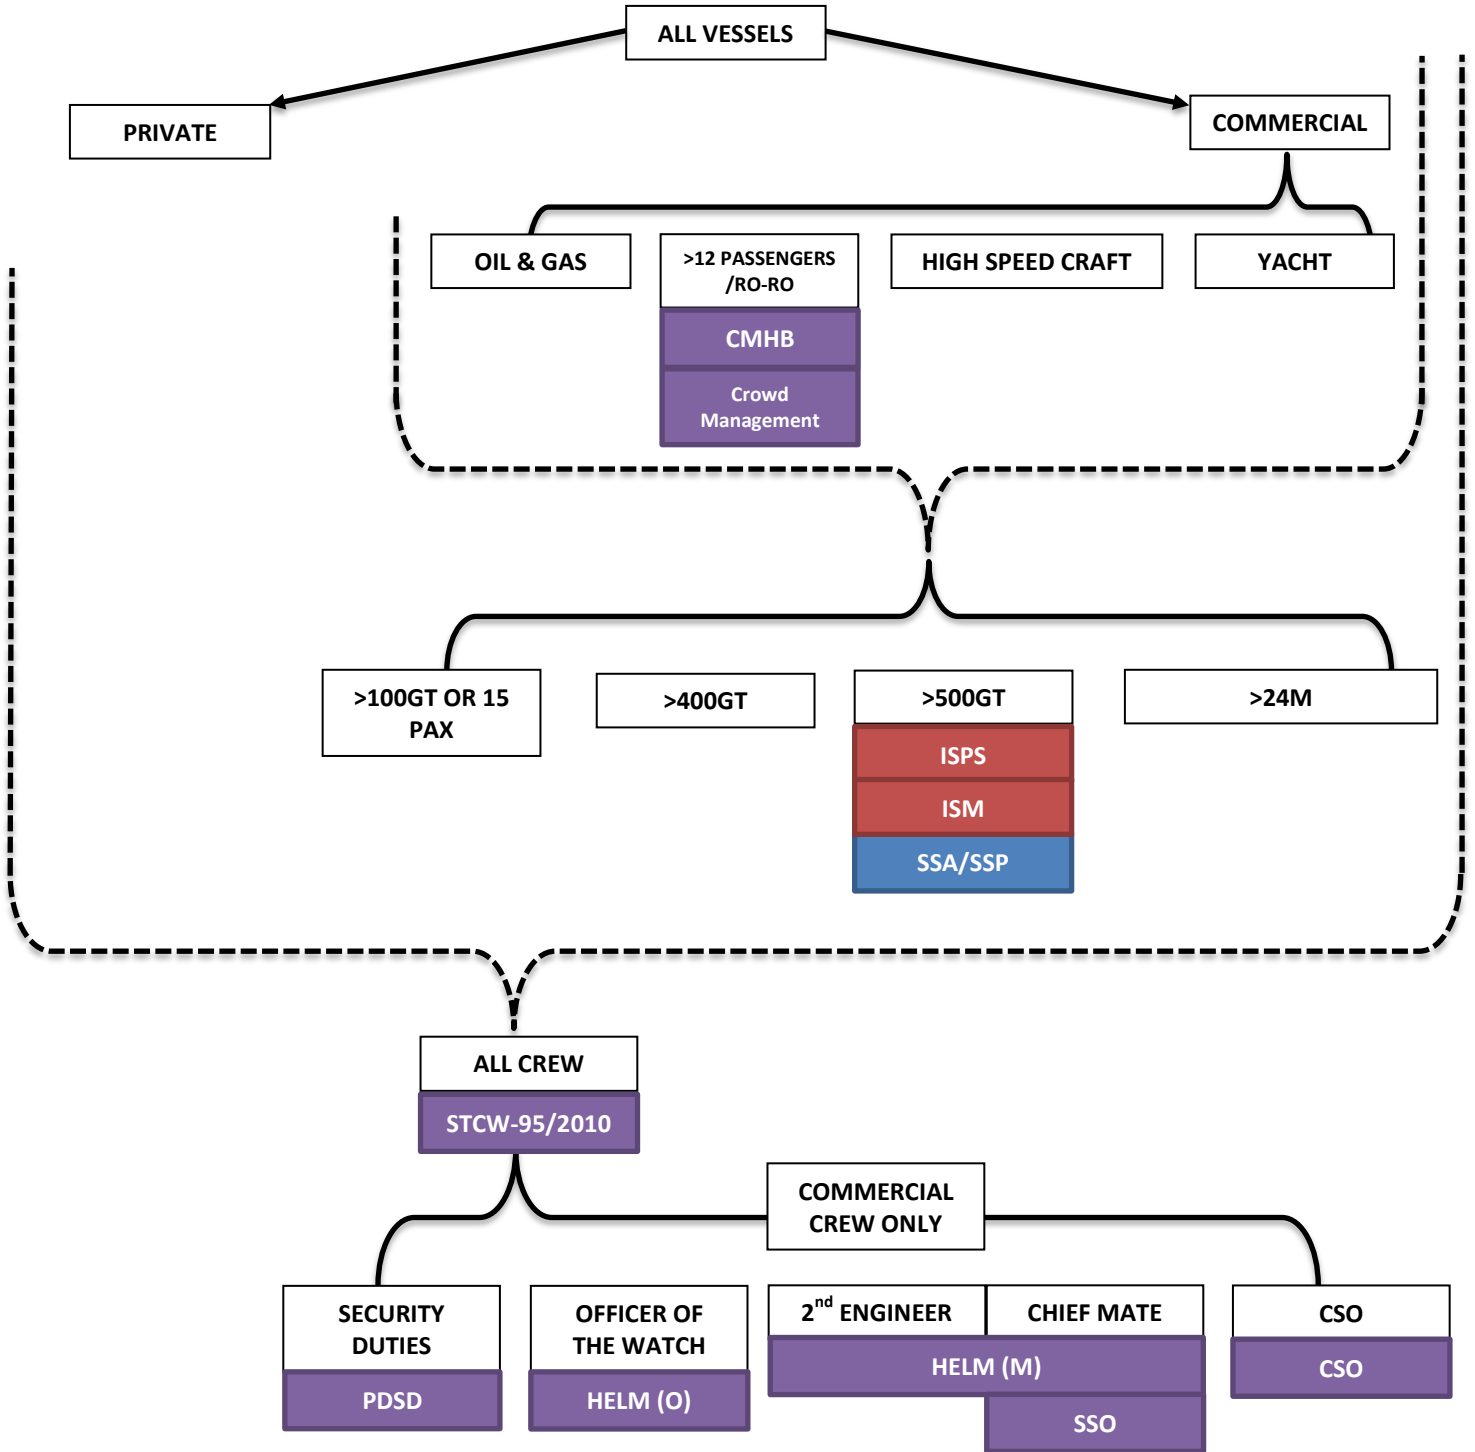 ALL VESSELS
PRIVATE
COMMERCIAL
OIL & GAS
>12 PASSENGERS
/RO-RO
HIGH SPEED CRAFT
YACHT
CMHB
Crowd
Management
>100GT OR 15
PAX
>400GT
>500GT
>24M
ISPS
ISM
SSA/SSP
ALL CREW
STCW-95/2010
COMMERCIAL
CREW ONLY
SECURITY
DUTIES
OFFICER OF
THE WATCH
2nd ENGINEER
CHIEF MATE
CSO
PDSD
HELM (O)
HELM (M)
CSO
SSO